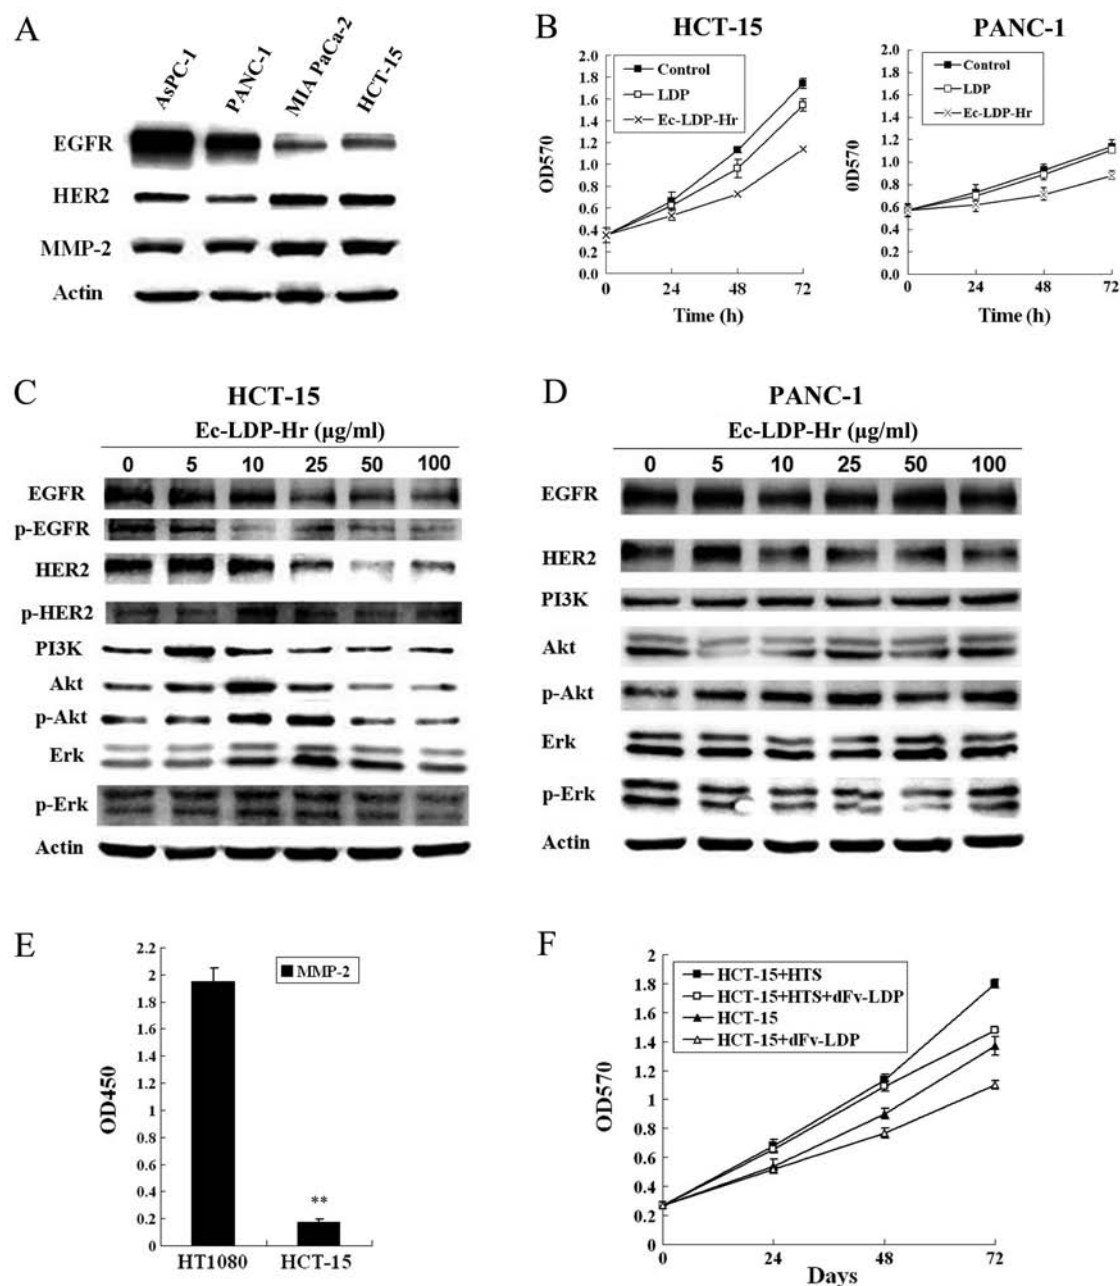 A
AsPC-1 PANC-1 MIA PaCa-2 HCT-15
EGFR
HER2
MMP-2
Actin
B
HCT-15
Control
LDP
Ec-LDP-Hr
OD570
2.0
1.8
1.6
1.4
1.2
1.0
0.8
0.6
0.4
0.2
0.0
0 24 48 72
Time (h)
PANC-1
Control
LDP
Ec-LDP-Hr
0D570
2.0
1.8
1.6
1.4
1.2
1.0
0.8
0.6
0.4
0.2
0.0
0 24 48 72
Time (h)
C
HCT-15
Ec-LDP-Hr (µg/ml)
0 5 10 25 50 100
EGFR
p-EGFR
HER2
p-HER2
PI3K
Akt
p-Akt
Erk
p-Erk
Actin
D
PANC-1
Ec-LDP-Hr (µg/ml)
0 5 10 25 50 100
EGFR
HER2
PI3K
Akt
p-Akt
Erk
p-Erk
Actin
E
MMP-2
OD450
2.2
2
1.8
1.6
1.4
1.2
1
0.8
0.6
0.4
0.2
0
**
HT1080 HCT-15
F
HCT-15+HTS
HCT-15+HTS+dFv-LDP
HCT-15
HCT-15+dFv-LDP
OD570
2
1.8
1.6
1.4
1.2
1
0.8
0.6
0.4
0.2
0
0 24 48 72
Days